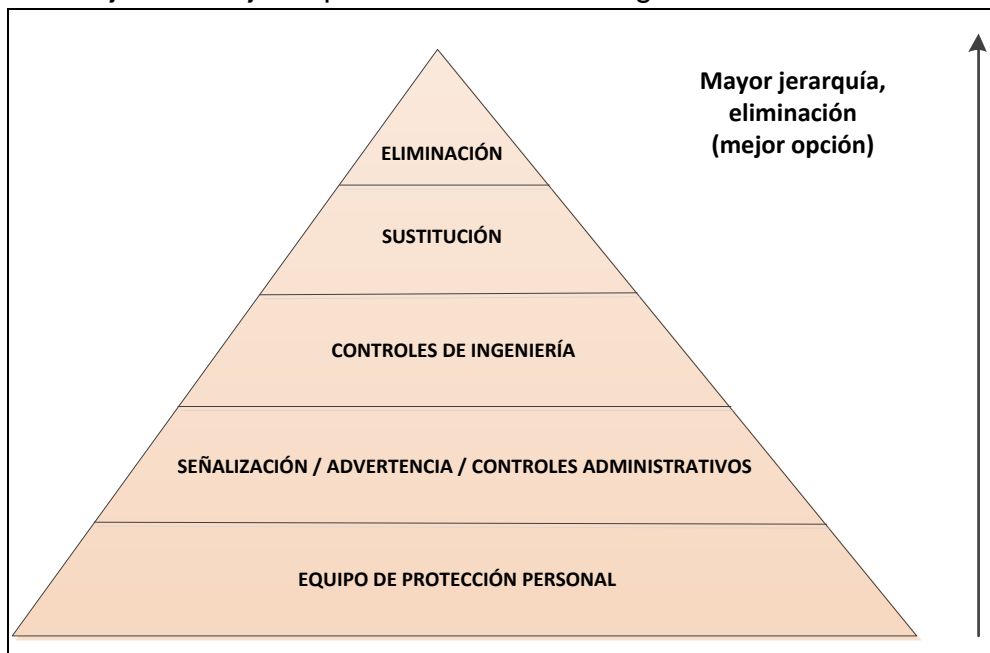 Mayor jerarquía,
eliminación
(mejor opción)
ELIMINACIÓN
SUSTITUCIÓN
CONTROLES DE INGENIERÍA
SEÑALIZACIÓN / ADVERTENCIA / CONTROLES ADMINISTRATIVOS
EQUIPO DE PROTECCIÓN PERSONAL